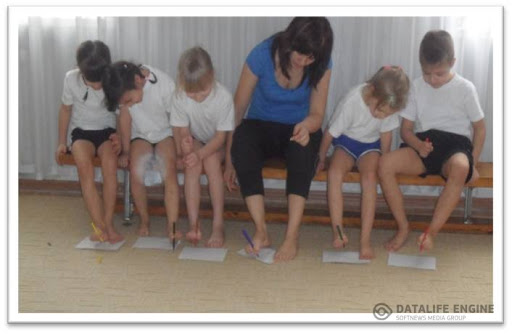 DATALIFE ENGINE
SOFTNEWS MEDIA GROUP